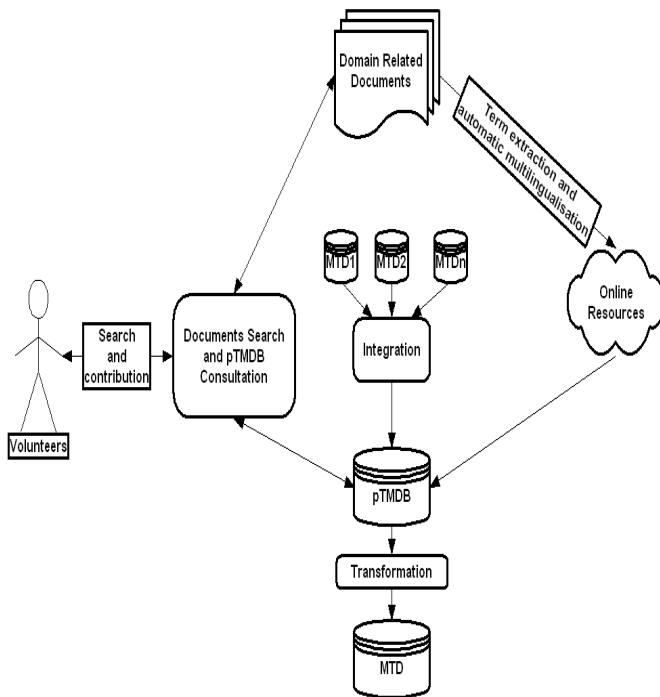 Domain Related
Documents
Term extraction and
automatic multilingualisation
MTD1
MTD2
MTDn
Online
Resources
Search
and
contribution
Documents Search
and pTMDB
Consultation
Integration
Volunteers
pTMDB
Transformation
MTD